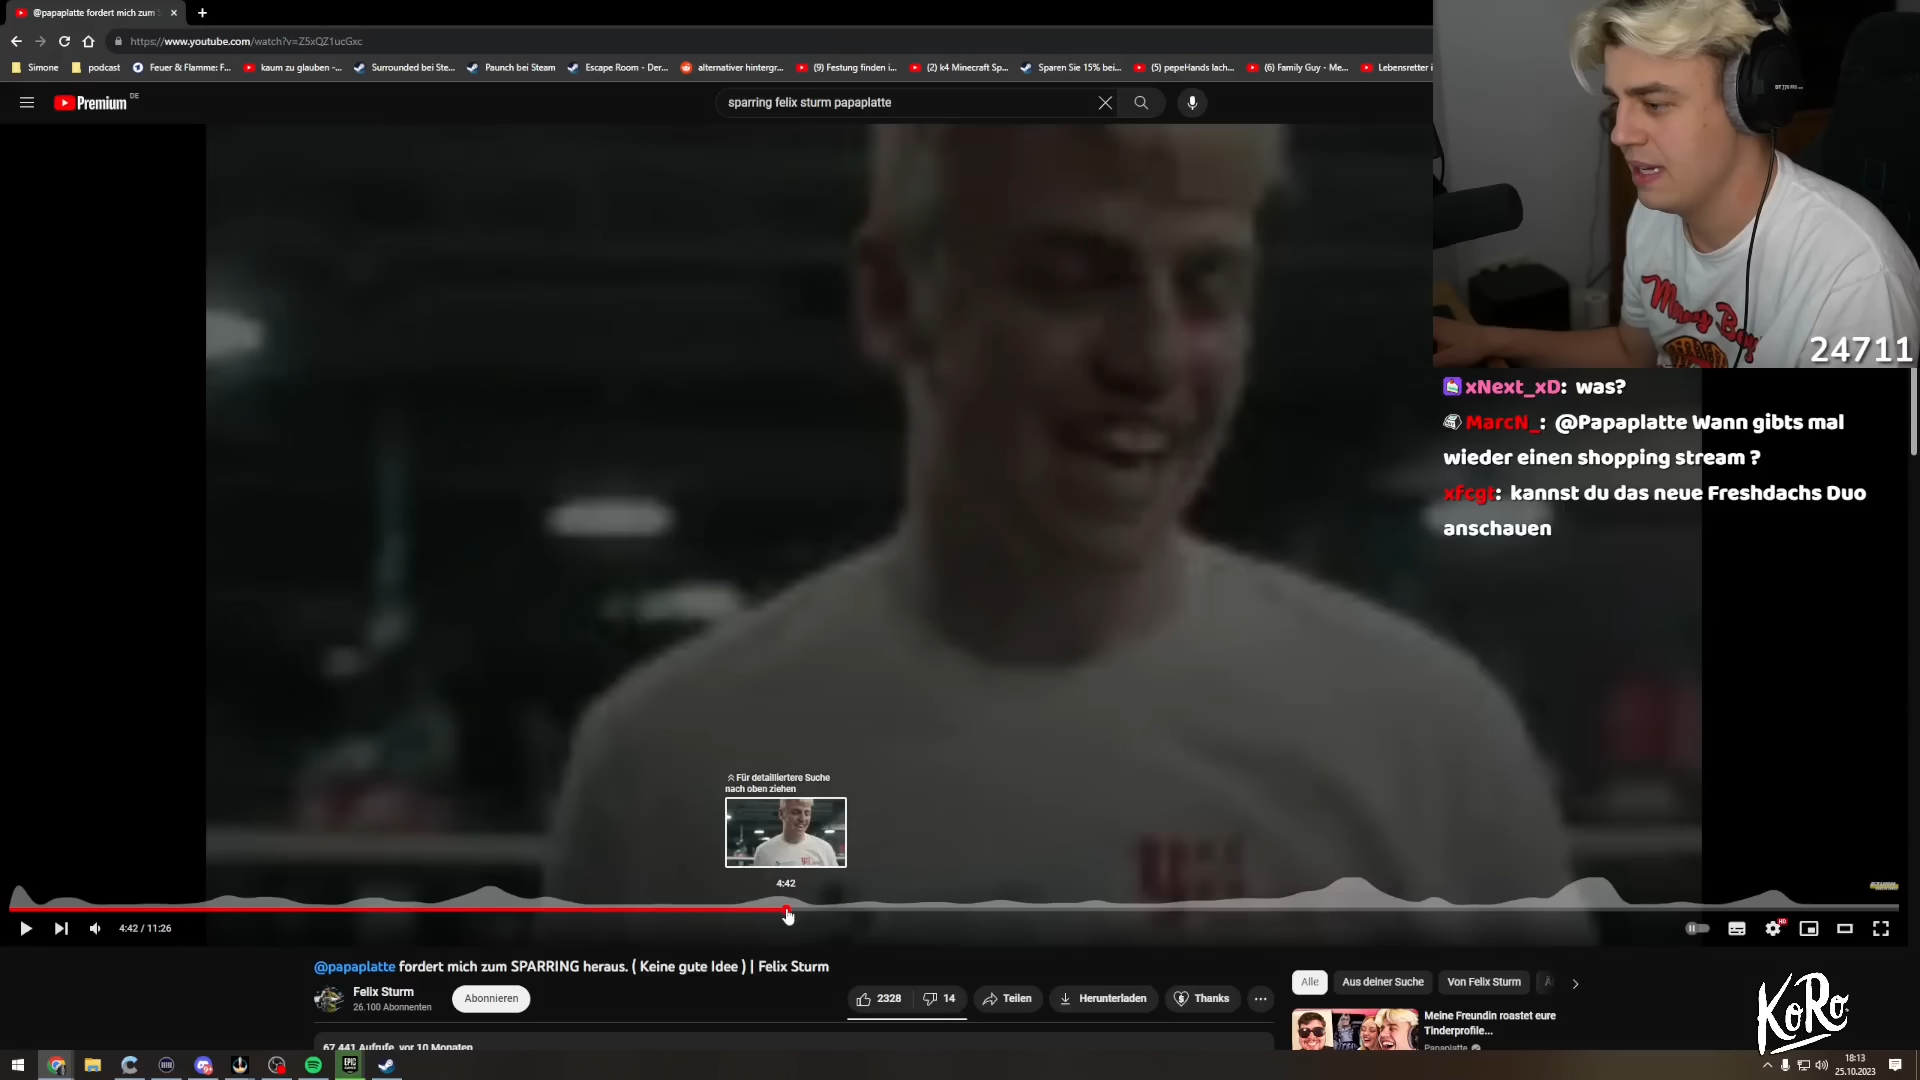 @papaplatte fordert mich zum S
https://www.youtube.com/watch?v=Z5xQZ1ucGxc
Simone
podcast
Feuer & Flamme: F...
kaum zu glauben -...
Surrounded bei Ste...
Paunch bei Steam
Escape Room - Der...
alternativer hintergr...
(9) Festung finden i...
(2) k4 Minecraft Sp...
Sparen Sie 15% bei...
(5) pepeHands lach...
(6) Family Guy - Me...
Lebensretter i
Premium DE
sparring felix sturm papaplatte
24711
xNext_xD: was?
MarcN_: @Papaplatte Wann gibts mal
wieder einen shopping stream ?
xfcgt: kannst du das neue Freshdachs Duo
anschauen
Für detailliertere Suche
nach oben ziehen
4:42
4:42 / 11:26
HD
@papaplatte fordert mich zum SPARRING heraus. ( Keine gute Idee ) | Felix Sturm
Felix Sturm
26.100 Abonnenten
Abonnieren
2328
14
Teilen
Herunterladen
Thanks
Alle
Aus deiner Suche
Von Felix Sturm
Meine Freundin roastet eure
Tinderprofile...
Papaplatte
67.441 Aufrufe vor 10 Monaten
KoRo
18:13
25.10.2023